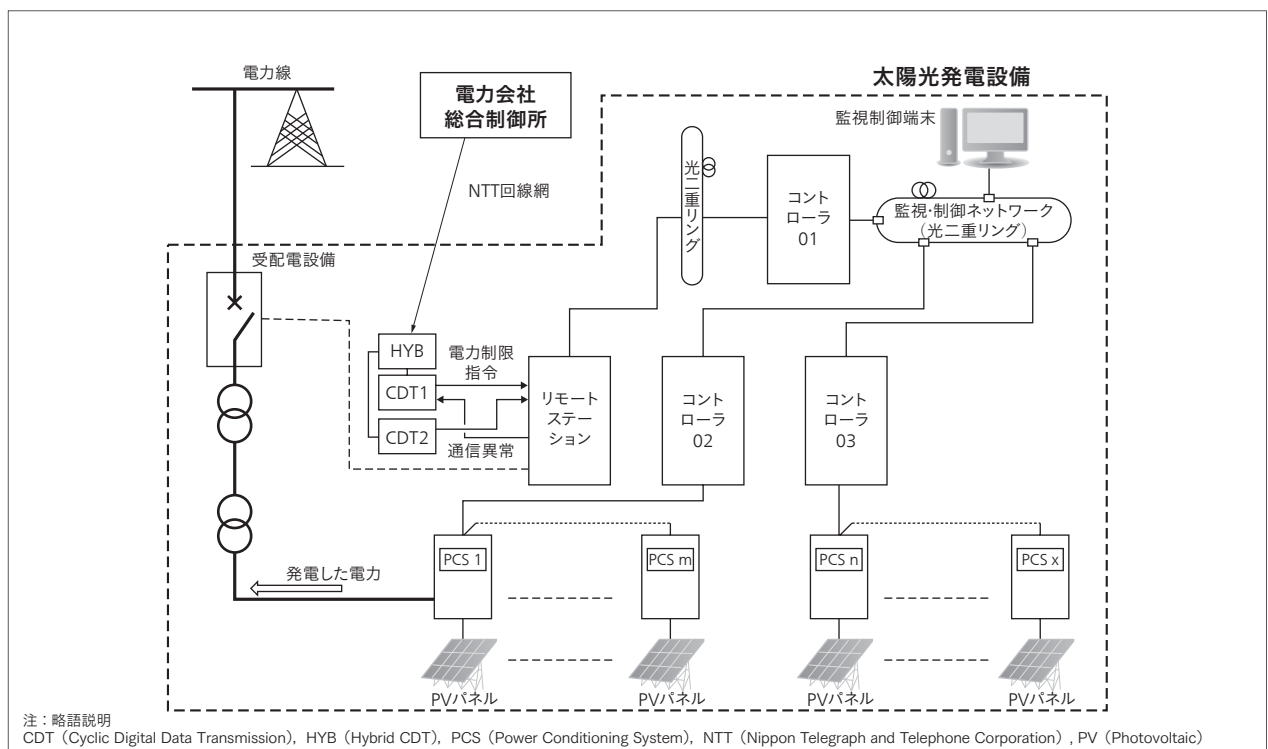 電力線
電力会社
総合制御所
太陽光発電設備
監視制御端末
NTT回線網
光二重リング
コント
ローラ
01
監視・制御ネットワーク
(光二重リング)
受配電設備
HYB
電力制限
指令
CDT1
CDT2
通信異常
リモート
ステー
ション
コント
ローラ
02
コント
ローラ
03
PCS 1
PCS m
PCS n
PCS x
発電した電力
PVパネル
PVパネル
PVパネル
PVパネル
注：略語説明
CDT（Cyclic Digital Data Transmission），HYB（Hybrid CDT），PCS（Power Conditioning System），NTT（Nippon Telegraph and Telephone Corporation）, PV（Photovoltaic）